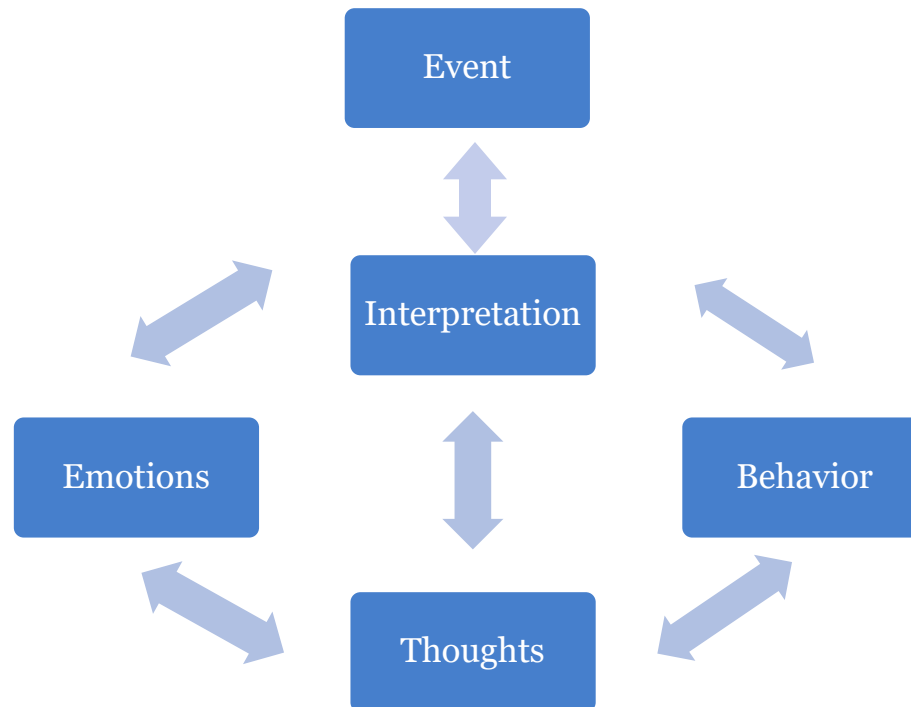 Event
Interpretation
Emotions
Behavior
Thoughts